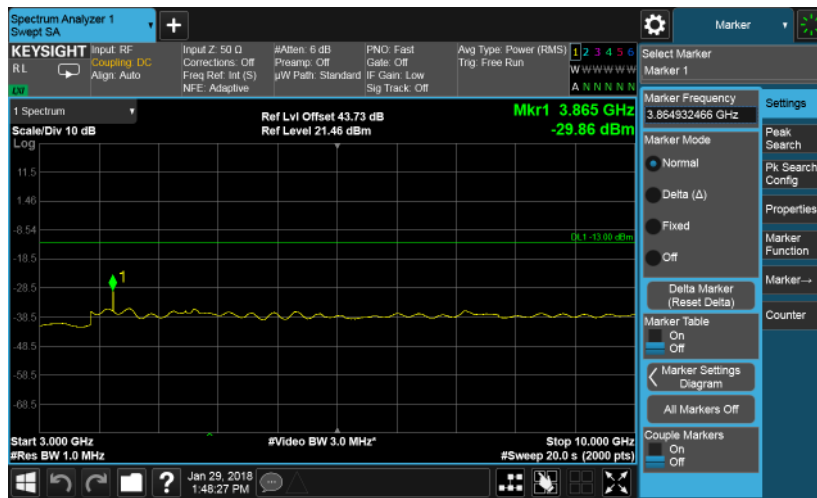 Spectrum Analyzer 1
Swept SA
Marker
KEYSIGHT
RL
LXI
Input: RF
Coupling: DC
Align: Auto
Input Z: 50 Ω
Corrections: Off
Freq Ref: Int (S)
NFE: Adaptive
#Atten: 6 dB
Preamp: Off
µW Path: Standard
PNO: Fast
Gate: Off
IF Gain: Low
Sig Track: Off
Avg Type: Power (RMS)
Trig: Free Run
1 2 3 4 5 6
W W W W W W
A N N N N N
1 Spectrum
Scale/Div 10 dB
Log
Ref Lvl Offset 43.73 dB
Ref Level 21.46 dBm
Mkr1 3.865 GHz
-29.86 dBm
11.5
1.46
-8.54
-18.5
-28.5
-38.5
-48.5
-58.5
-68.5
DL1 -13.00 dBm
1
Start 3.000 GHz
#Res BW 1.0 MHz
#Video BW 3.0 MHz*
Stop 10.000 GHz
#Sweep 20.0 s (2000 pts)
Jan 29, 2018
1:48:27 PM
Select Marker
Marker 1
Marker Frequency
3.864932466 GHz
Marker Mode
Normal
Delta (Δ)
Fixed
Off
Delta Marker
(Reset Delta)
Marker Table
On
Off
Marker Settings
Diagram
All Markers Off
Couple Markers
On
Off
Settings
Peak
Search
Pk Search
Config
Properties
Marker
Function
Marker→
Counter